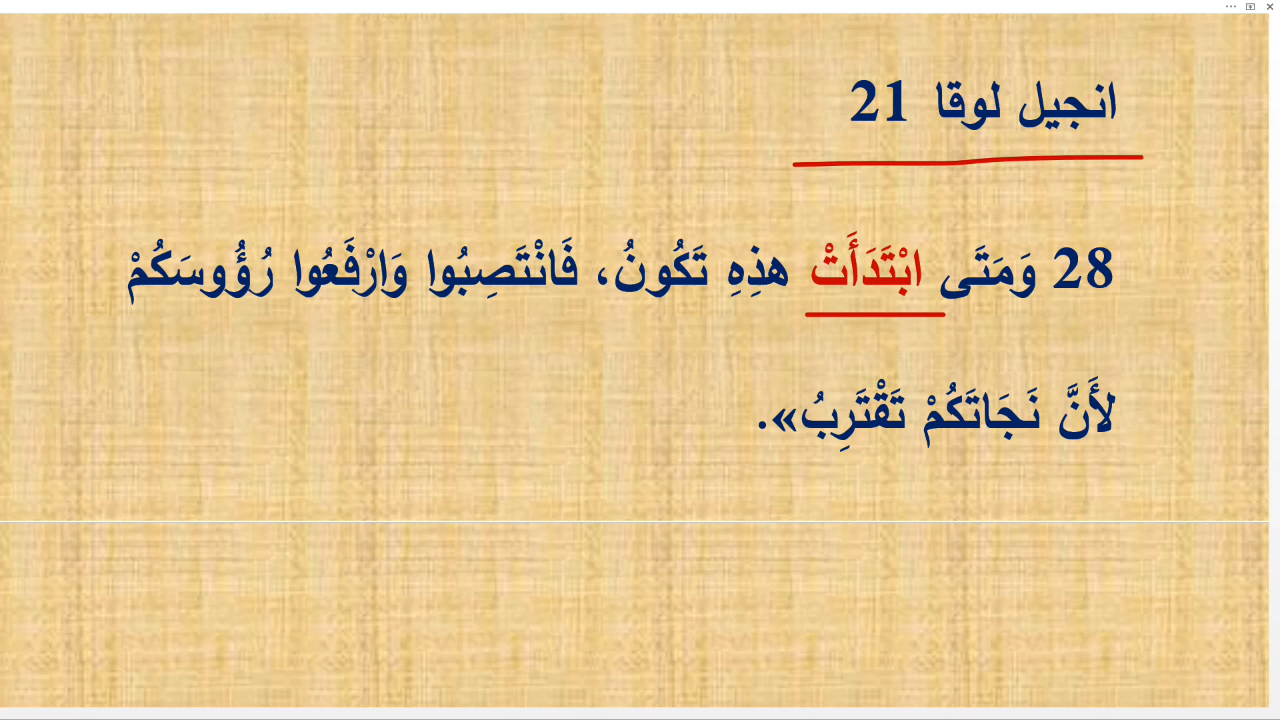 انجيل لوقا 21
28 وَمَتَى ابْتَدَأَتْ هذِهِ تَكُونُ، فَانْتَصِبُوا وَارْفَعُوا رُؤُوسَكُمْ
لأَنَّ نَجَاتَكُمْ تَقْتَرِبُ».